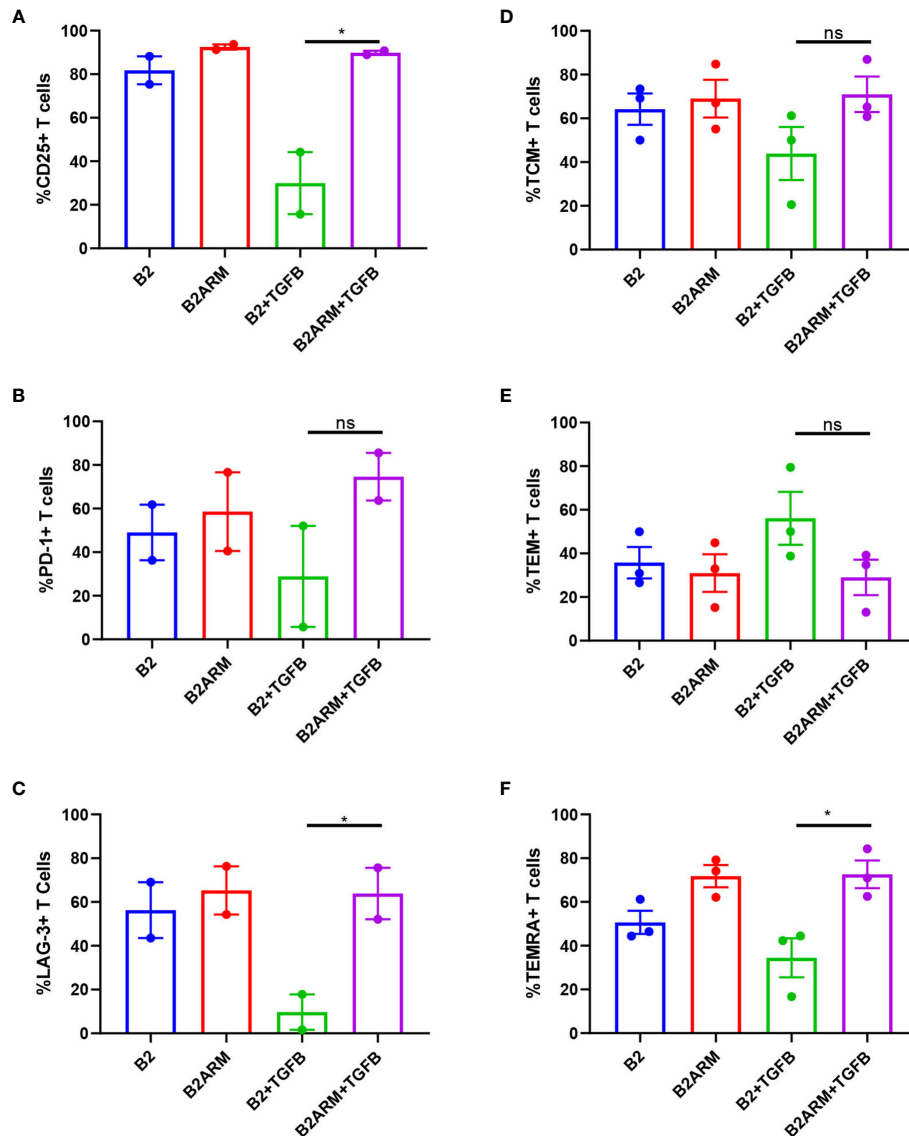 A
%CD25+ T cells
100
80
60
40
20
0
*
B2
B2ARM
B2+TGFB
B2ARM+TGFB
D
%TCM+ T cells
100
80
60
40
20
0
ns
B2
B2ARM
B2+TGFB
B2ARM+TGFB
B
%PD-1+ T cells
100
80
60
40
20
0
ns
B2
B2ARM
B2+TGFB
B2ARM+TGFB
E
%TEM+ T cells
100
80
60
40
20
0
ns
B2
B2ARM
B2+TGFB
B2ARM+TGFB
C
%LAG-3+ T Cells
100
80
60
40
20
0
*
B2
B2ARM
B2+TGFB
B2ARM+TGFB
F
%TEMRA+ T cells
100
80
60
40
20
0
*
B2
B2ARM
B2+TGFB
B2ARM+TGFB